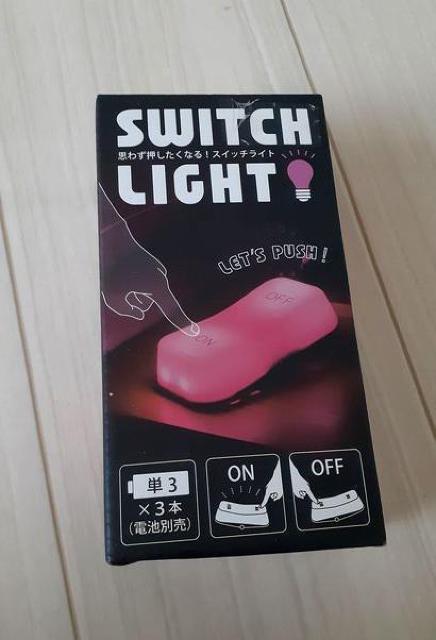 SWITCH
思わず押したくなる！スイッチライト
LIGHT
LET'S PUSH!
OFF
ON
単3
×3本
(電池別売)
ON
OFF